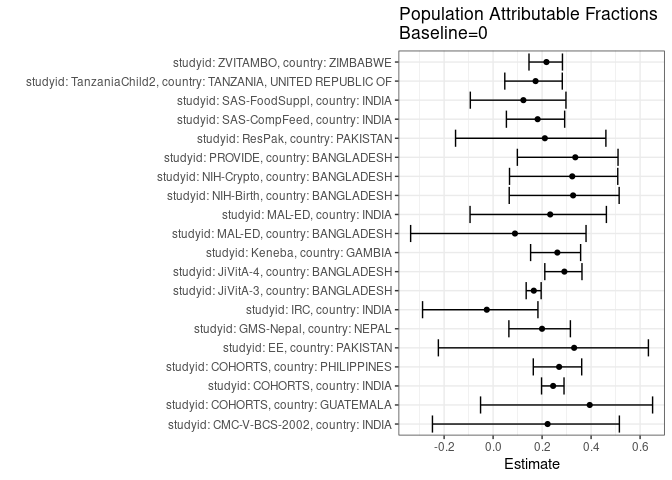 Population Attributable Fractions
Baseline=0
studyid: ZVITAMBO, country: ZIMBABWE
studyid: TanzaniaChild2, country: TANZANIA, UNITED REPUBLIC OF
studyid: SAS-FoodSuppl, country: INDIA
studyid: SAS-CompFeed, country: INDIA
studyid: ResPak, country: PAKISTAN
studyid: PROVIDE, country: BANGLADESH
studyid: NIH-Crypto, country: BANGLADESH
studyid: NIH-Birth, country: BANGLADESH
studyid: MAL-ED, country: INDIA
studyid: MAL-ED, country: BANGLADESH
studyid: Keneba, country: GAMBIA
studyid: JiVitA-4, country: BANGLADESH
studyid: JiVitA-3, country: BANGLADESH
studyid: IRC, country: INDIA
studyid: GMS-Nepal, country: NEPAL
studyid: EE, country: PAKISTAN
studyid: COHORTS, country: PHILIPPINES
studyid: COHORTS, country: INDIA
studyid: COHORTS, country: GUATEMALA
studyid: CMC-V-BCS-2002, country: INDIA
-0.2 0.0 0.2 0.4 0.6
Estimate